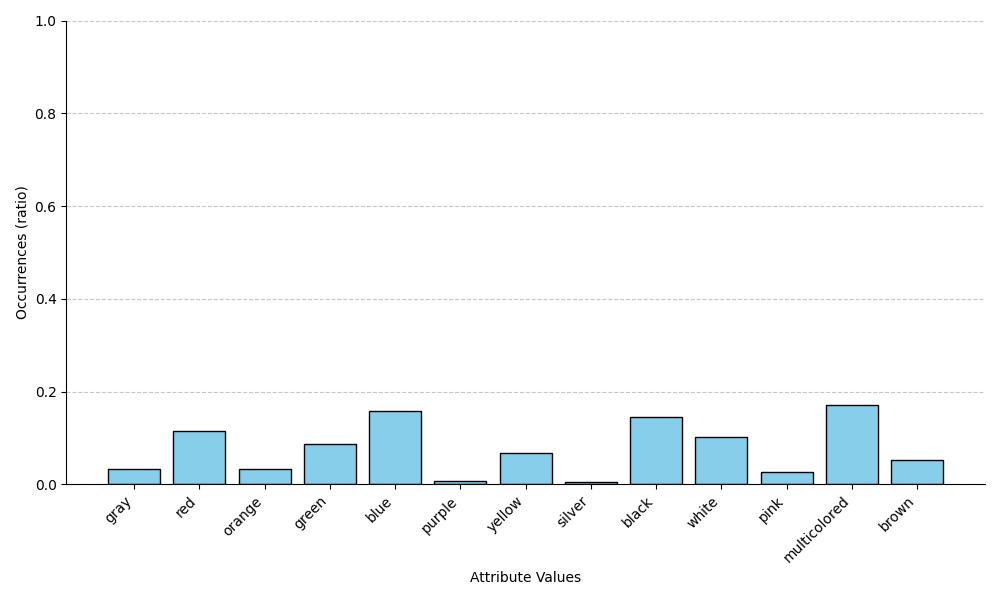 1.0
0.8
0.6
0.4
0.2
0.0
Occurrences (ratio)
gray
red
orange
green
blue
purple
yellow
silver
black
white
pink
multicolored
brown
Attribute Values